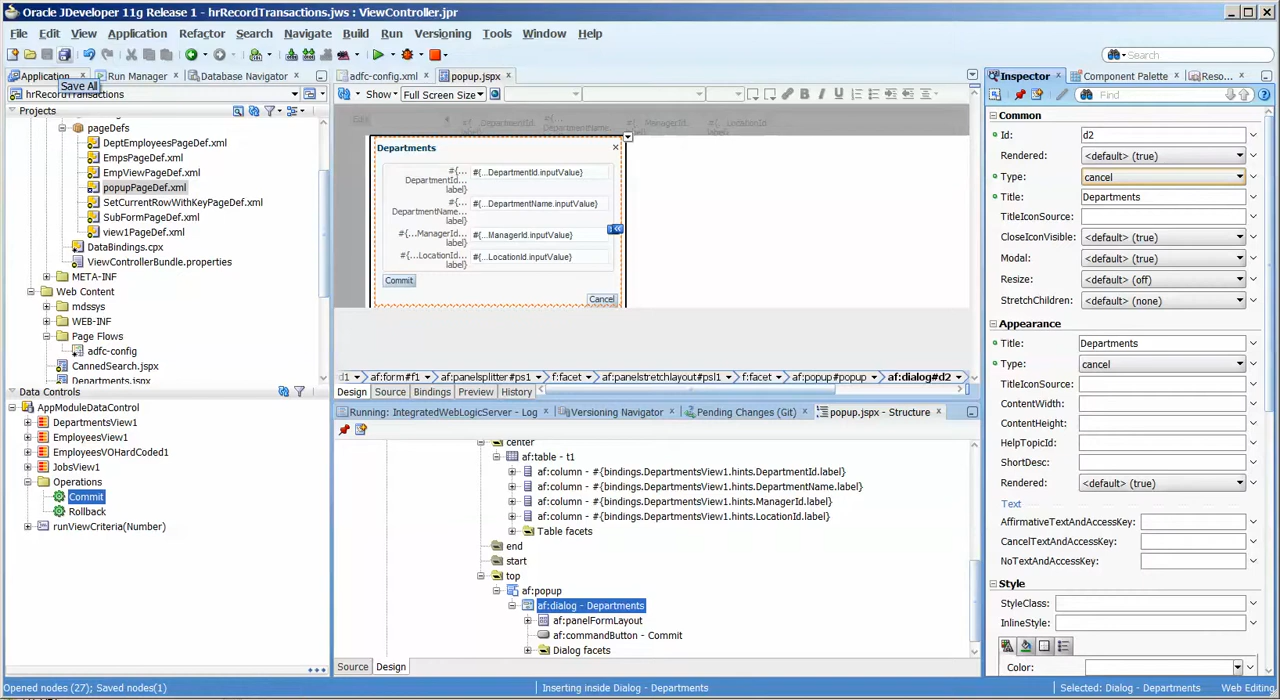 Oracle JDeveloper 11g Release 1 - hrRecordTransactions.jws : ViewController.jpr
File Edit View Application Refactor Search Navigate Build Run Versioning Tools Window Help
Search
Application Run Manager Database Navigator
Save All
hrRecordTransactions
Projects
pageDefs
DeptEmployeesPageDef.xml
EmpsPageDef.xml
EmpViewPageDef.xml
popupPageDef.xml
SetCurrentRowWithKeyPageDef.xml
SubFormPageDef.xml
view1PageDef.xml
DataBindings.cpx
ViewControllerBundle.properties
META-INF
Web Content
mdssys
WEB-INF
Page Flows
adfc-config
CannedSearch.jspx
Departments.jspx
Data Controls
AppModuleDataControl
DepartmentsView1
EmployeesView1
EmployeesVOHardCoded1
JobsView1
Operations
Commit
Rollback
runViewCriteria(Number)
adfc-config.xml popup.jspx
Show Full Screen Size
Departments
#{...
DepartmentId...
label}
#{...DepartmentId.inputValue}
#{...
DepartmentName...
label}
#{...DepartmentName.inputValue}
#{...ManagerId...
label}
#{...ManagerId.inputValue}
#{...LocationId...
label}
#{...LocationId.inputValue}
Commit
Cancel
d1 af:form#f1 af:panelsplitter#ps1 f:facet af:panelstretchlayout#psl1 f:facet af:popup#popup af:dialog#d2
Design Source Bindings Preview History
Running: IntegratedWebLogicServer - Log Versioning Navigator Pending Changes (Git) popup.jspx - Structure
center
af:table - t1
af:column - #{bindings.DepartmentsView1.hints.DepartmentId.label}
af:column - #{bindings.DepartmentsView1.hints.DepartmentName.label}
af:column - #{bindings.DepartmentsView1.hints.ManagerId.label}
af:column - #{bindings.DepartmentsView1.hints.LocationId.label}
Table facets
end
start
top
af:popup
af:dialog - Departments
af:panelFormLayout
af:commandButton - Commit
Dialog facets
Source Design
Inspector Component Palette Reso...
Find
Common
Id: d2
Rendered: <default> (true)
Type: cancel
Title: Departments
TitleIconSource:
CloseIconVisible: <default> (true)
Modal: <default> (true)
Resize: <default> (off)
StretchChildren: <default> (none)
Appearance
Title: Departments
Type: cancel
TitleIconSource:
ContentWidth:
ContentHeight:
HelpTopicId:
ShortDesc:
Rendered: <default> (true)
Text
AffirmativeTextAndAccessKey:
CancelTextAndAccessKey:
NoTextAndAccessKey:
Style
StyleClass:
InlineStyle:
Color:
Opened nodes (27); Saved nodes(1) Inserting inside Dialog - Departments Selected: Dialog - Departments Web Editing